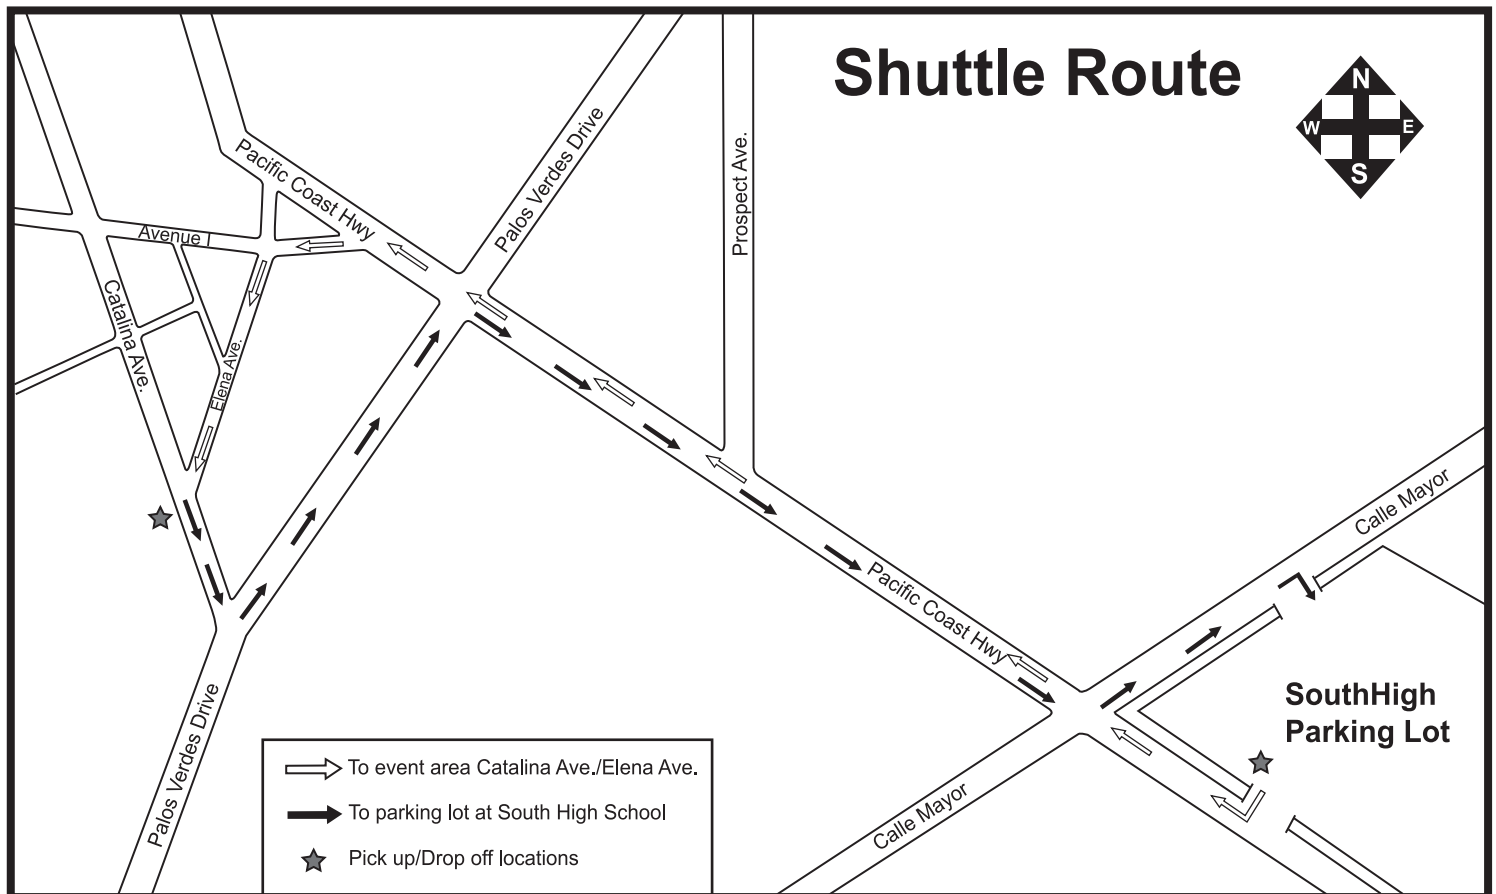 Shuttle Route
N
W
E
S
Pacific Coast Hwy
Palos Verdes Drive
Prospect Ave.
Avenue I
Catalina Ave.
Elena Ave.
Calle Mayor
Pacific Coast Hwy
SouthHigh
Parking Lot
Palos Verdes Drive
Calle Mayor
To event area Catalina Ave./Elena Ave.
To parking lot at South High School
Pick up/Drop off locations